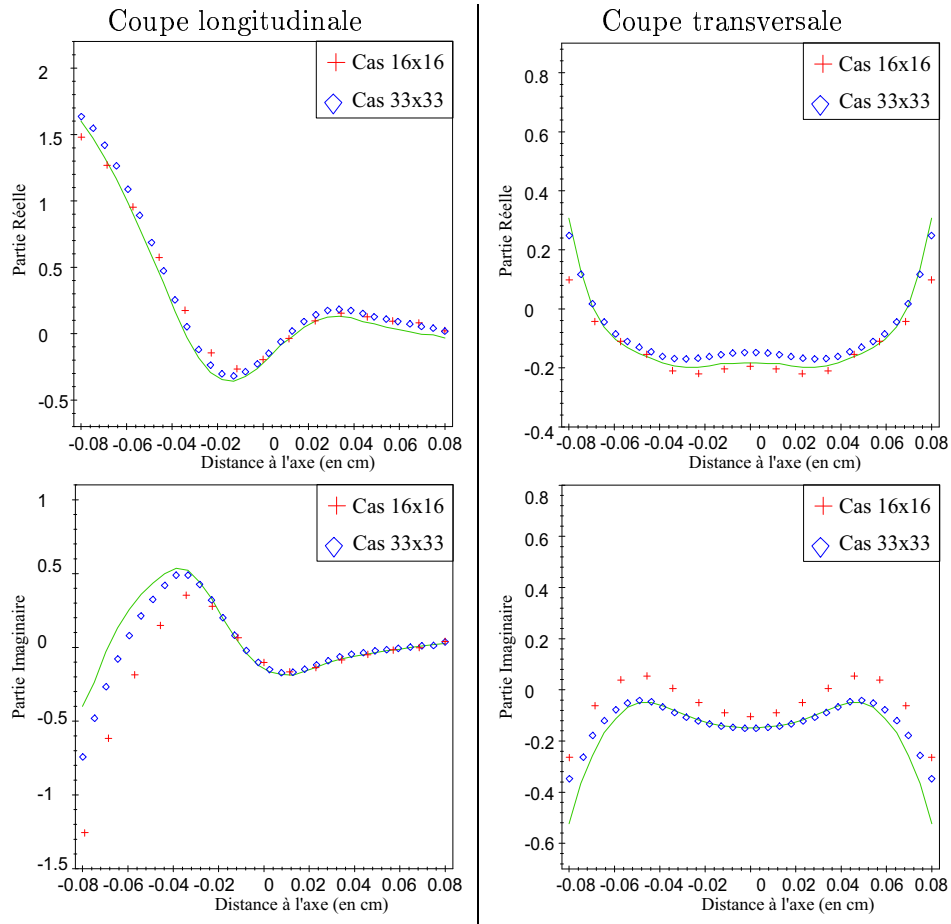 Coupe longitudinale
Coupe transversale
Cas 16x16
Cas 33x33
Partie Réelle
2
1.5
1
0.5
0
-0.5
-0.08 -0.06 -0.04 -0.02 0 0.02 0.04 0.06 0.08
Distance à l'axe (en cm)
Cas 16x16
Cas 33x33
Partie Réelle
0.8
0.6
0.4
0.2
0
-0.2
-0.4
-0.08 -0.06 -0.04 -0.02 0 0.02 0.04 0.06 0.08
Distance à l'axe (en cm)
Cas 16x16
Cas 33x33
Partie Imaginaire
1
0.5
0
-0.5
-1
-1.5
-0.08 -0.06 -0.04 -0.02 0 0.02 0.04 0.06 0.08
Distance à l'axe (en cm)
Cas 16x16
Cas 33x33
Partie Imaginaire
0.8
0.6
0.4
0.2
0
-0.2
-0.4
-0.6
-0.08 -0.06 -0.04 -0.02 0 0.02 0.04 0.06 0.08
Distance à l'axe (en cm)